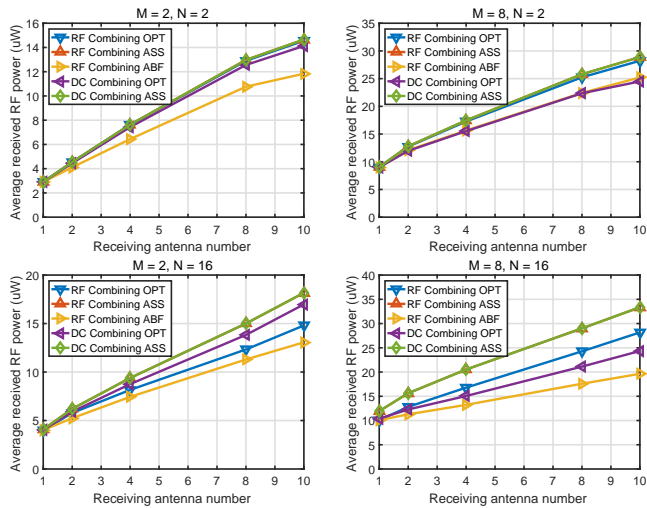 M = 2, N = 2
16
14
12
10
8
6
4
2
0
Average received RF power (uW)
RF Combining OPT
RF Combining ASS
RF Combining ABF
DC Combining OPT
DC Combining ASS
1 2 3 4 5 6 7 8 9 10
Receiving antenna number
M = 8, N = 2
35
30
25
20
15
10
5
0
Average received RF power (uW)
RF Combining OPT
RF Combining ASS
RF Combining ABF
DC Combining OPT
DC Combining ASS
1 2 3 4 5 6 7 8 9 10
Receiving antenna number
M = 2, N = 16
20
15
10
5
0
Average received RF power (uW)
RF Combining OPT
RF Combining ASS
RF Combining ABF
DC Combining OPT
DC Combining ASS
1 2 3 4 5 6 7 8 9 10
Receiving antenna number
M = 8, N = 16
40
35
30
25
20
15
10
5
0
Average received RF power (uW)
RF Combining OPT
RF Combining ASS
RF Combining ABF
DC Combining OPT
DC Combining ASS
1 2 3 4 5 6 7 8 9 10
Receiving antenna number